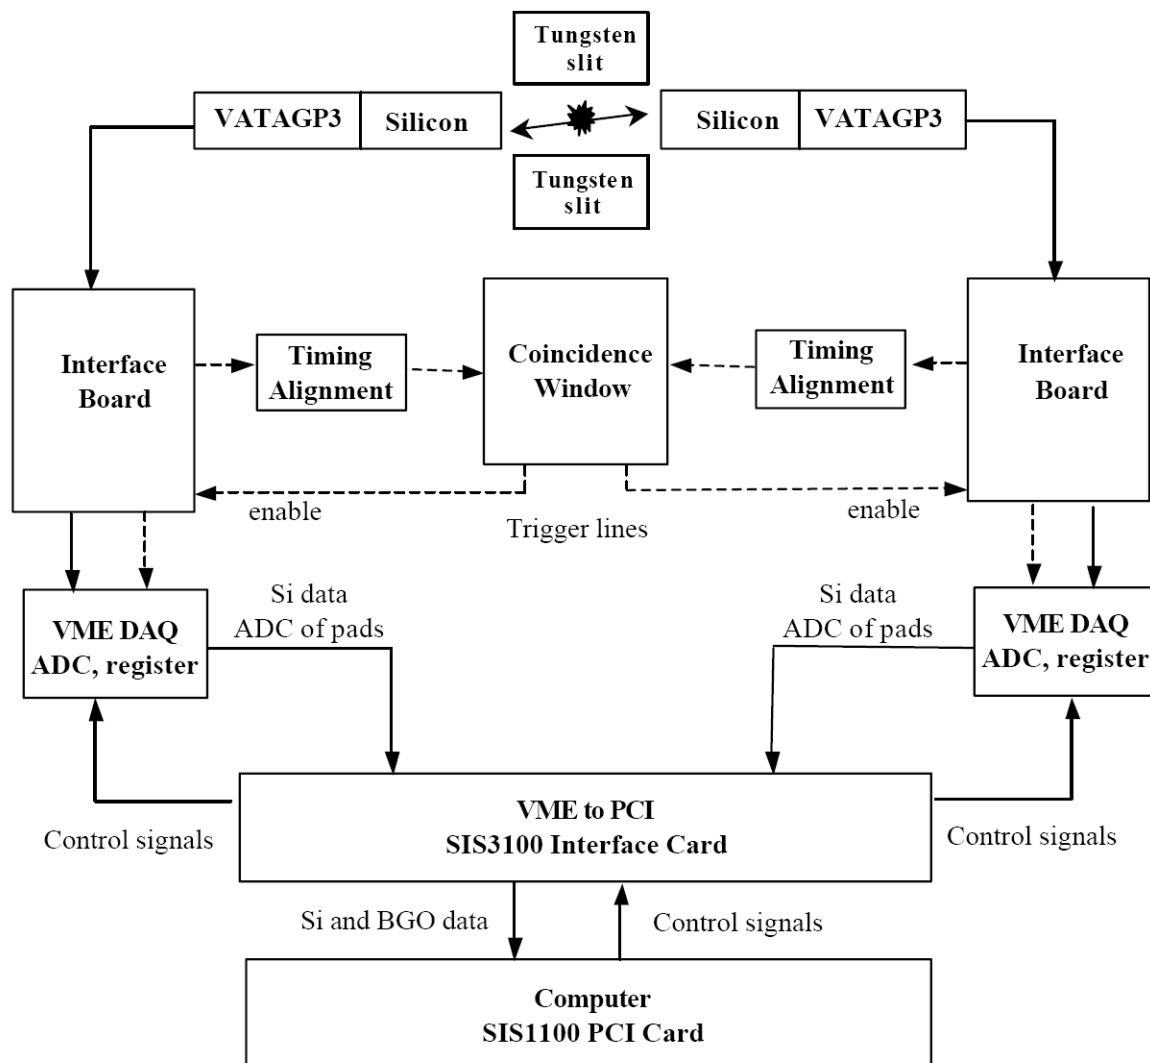 Tungsten
slit
VATAGP3
Silicon
Silicon
VATAGP3
Tungsten
slit
Interface
Board
Timing
Alignment
Coincidence
Window
Timing
Alignment
Interface
Board
enable
Trigger lines
enable
VME DAQ
ADC, register
Si data
ADC of pads
Si data
ADC of pads
VME DAQ
ADC, register
Control signals
VME to PCI
SIS3100 Interface Card
Control signals
Si and BGO data
Control signals
Computer
SIS1100 PCI Card